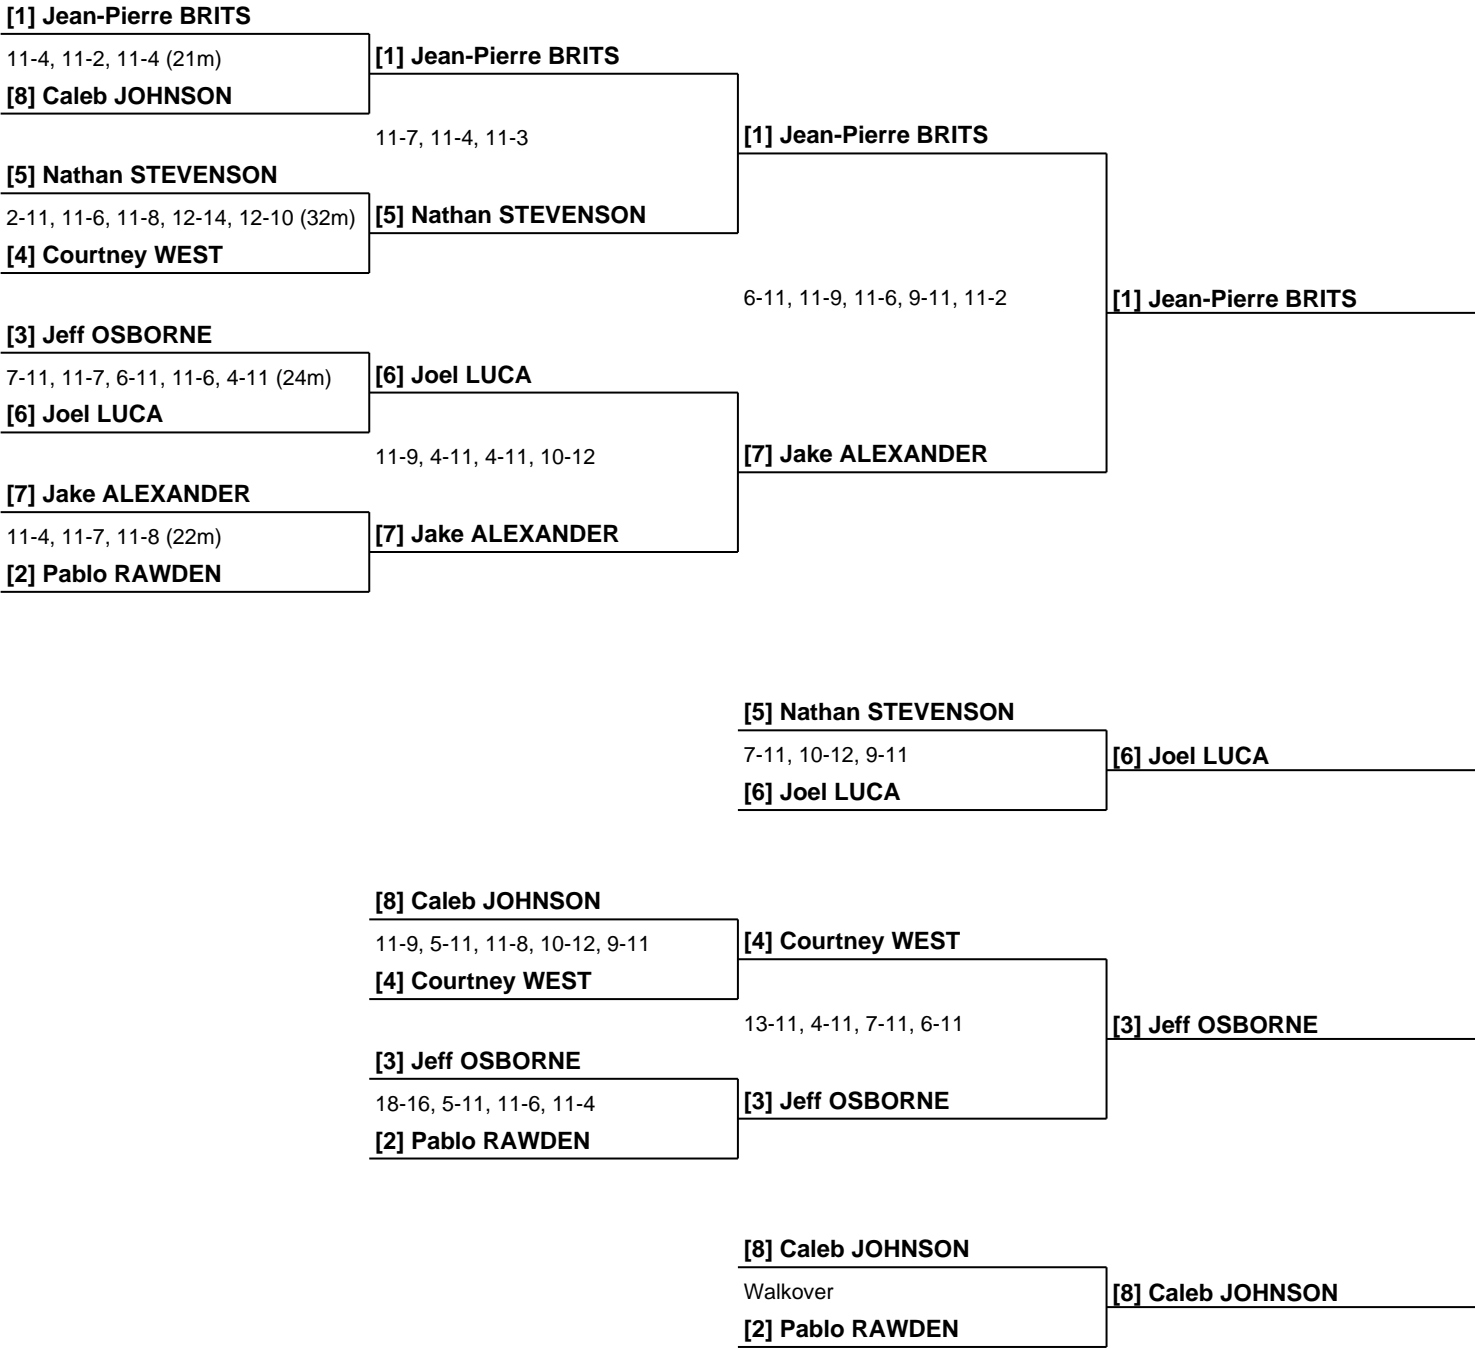 [1] Jean-Pierre BRITS
11-4, 11-2, 11-4 (21m)
[8] Caleb JOHNSON
[1] Jean-Pierre BRITS
11-7, 11-4, 11-3
[1] Jean-Pierre BRITS
[5] Nathan STEVENSON
2-11, 11-6, 11-8, 12-14, 12-10 (32m)
[4] Courtney WEST
[5] Nathan STEVENSON
6-11, 11-9, 11-6, 9-11, 11-2
[1] Jean-Pierre BRITS
[3] Jeff OSBORNE
7-11, 11-7, 6-11, 11-6, 4-11 (24m)
[6] Joel LUCA
[6] Joel LUCA
11-9, 4-11, 4-11, 10-12
[7] Jake ALEXANDER
[7] Jake ALEXANDER
11-4, 11-7, 11-8 (22m)
[2] Pablo RAWDEN
[7] Jake ALEXANDER
[5] Nathan STEVENSON
7-11, 10-12, 9-11
[6] Joel LUCA
[6] Joel LUCA
[8] Caleb JOHNSON
11-9, 5-11, 11-8, 10-12, 9-11
[4] Courtney WEST
[4] Courtney WEST
13-11, 4-11, 7-11, 6-11
[3] Jeff OSBORNE
[3] Jeff OSBORNE
18-16, 5-11, 11-6, 11-4
[2] Pablo RAWDEN
[3] Jeff OSBORNE
[8] Caleb JOHNSON
Walkover
[2] Pablo RAWDEN
[8] Caleb JOHNSON